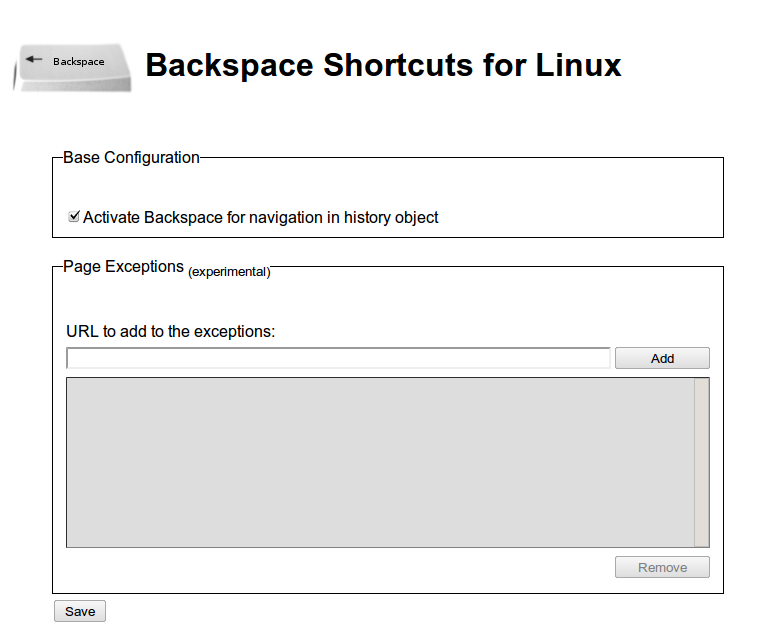 Backspace
Backspace Shortcuts for Linux
Base Configuration
Activate Backspace for navigation in history object
Page Exceptions (experimental)
URL to add to the exceptions:
Add
Remove
Save